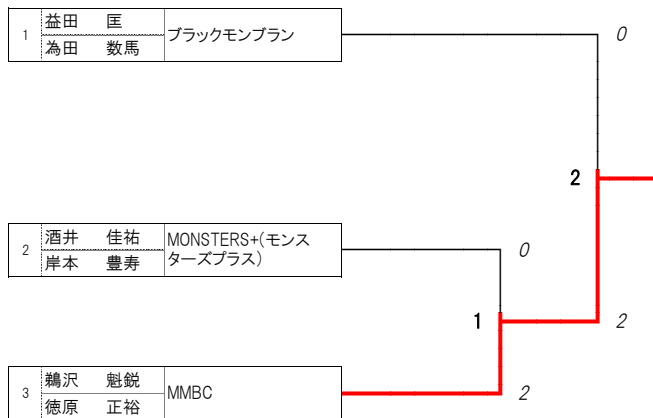 益田 匡
1 ブラックモンブラン 0
為田 数馬
2
酒井 佳祐 MONSTERS+(モンス
2 0
岸本 豊寿 ターズプラス)
1 2
鵜沢 魁鋭
3 MMBC 2
徳原 正裕